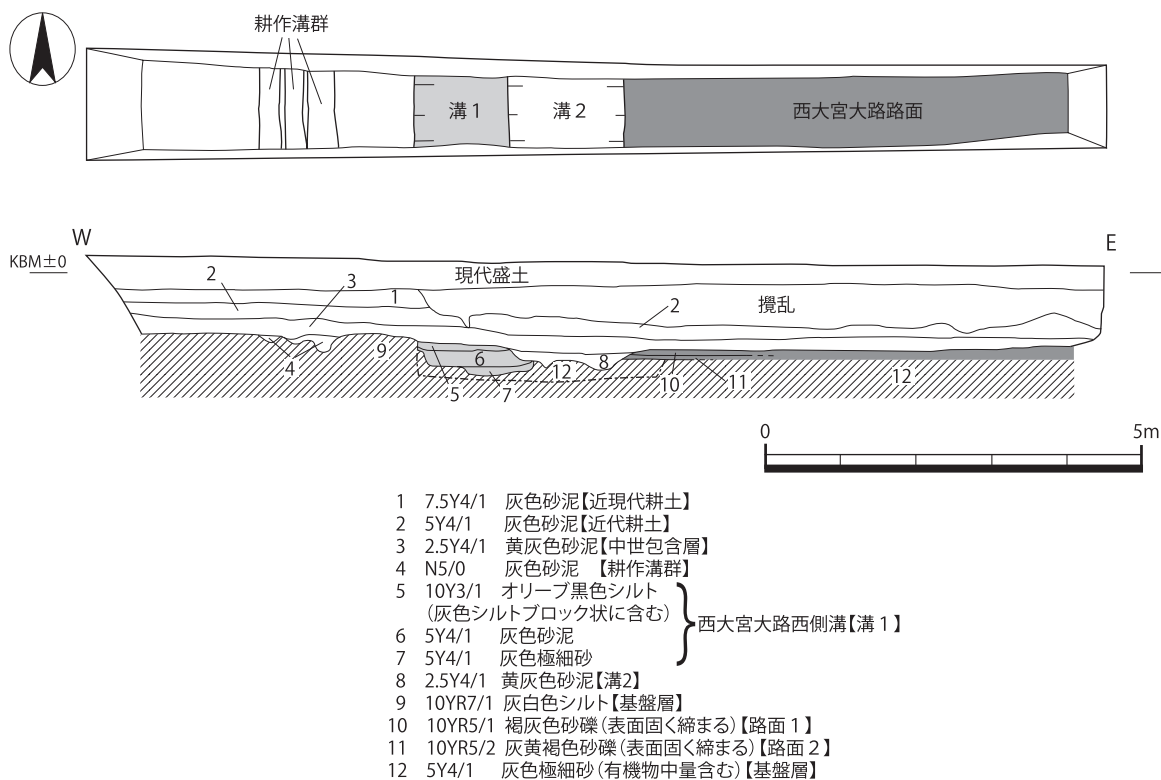 耕作溝群
溝1
溝2
西大宮大路路面
W
E
KBM±0
現代盛土
2
3
1
2
攪乱
9
4
5
6
7
12
8
10
11
12
0
5m
1 7.5Y4/1 灰色砂泥【近現代耕土】
2 5Y4/1 灰色砂泥【近代耕土】
3 2.5Y4/1 黄灰色砂泥【中世包含層】
4 N5/0 灰色砂泥 【耕作溝群】
5 10Y3/1 オリーブ黒色シルト
(灰色シルトブロック状に含む)
6 5Y4/1 灰色砂泥
西大宮大路西側溝【溝1】
7 5Y4/1 灰色極細砂
8 2.5Y4/1 黄灰色砂泥【溝2】
9 10YR7/1 灰白色シルト【基盤層】
10 10YR5/1 褐灰色砂礫(表面固く締まる)【路面1】
11 10YR5/2 灰黄褐色砂礫(表面固く締まる)【路面2】
12 5Y4/1 灰色極細砂(有機物中量含む)【基盤層】